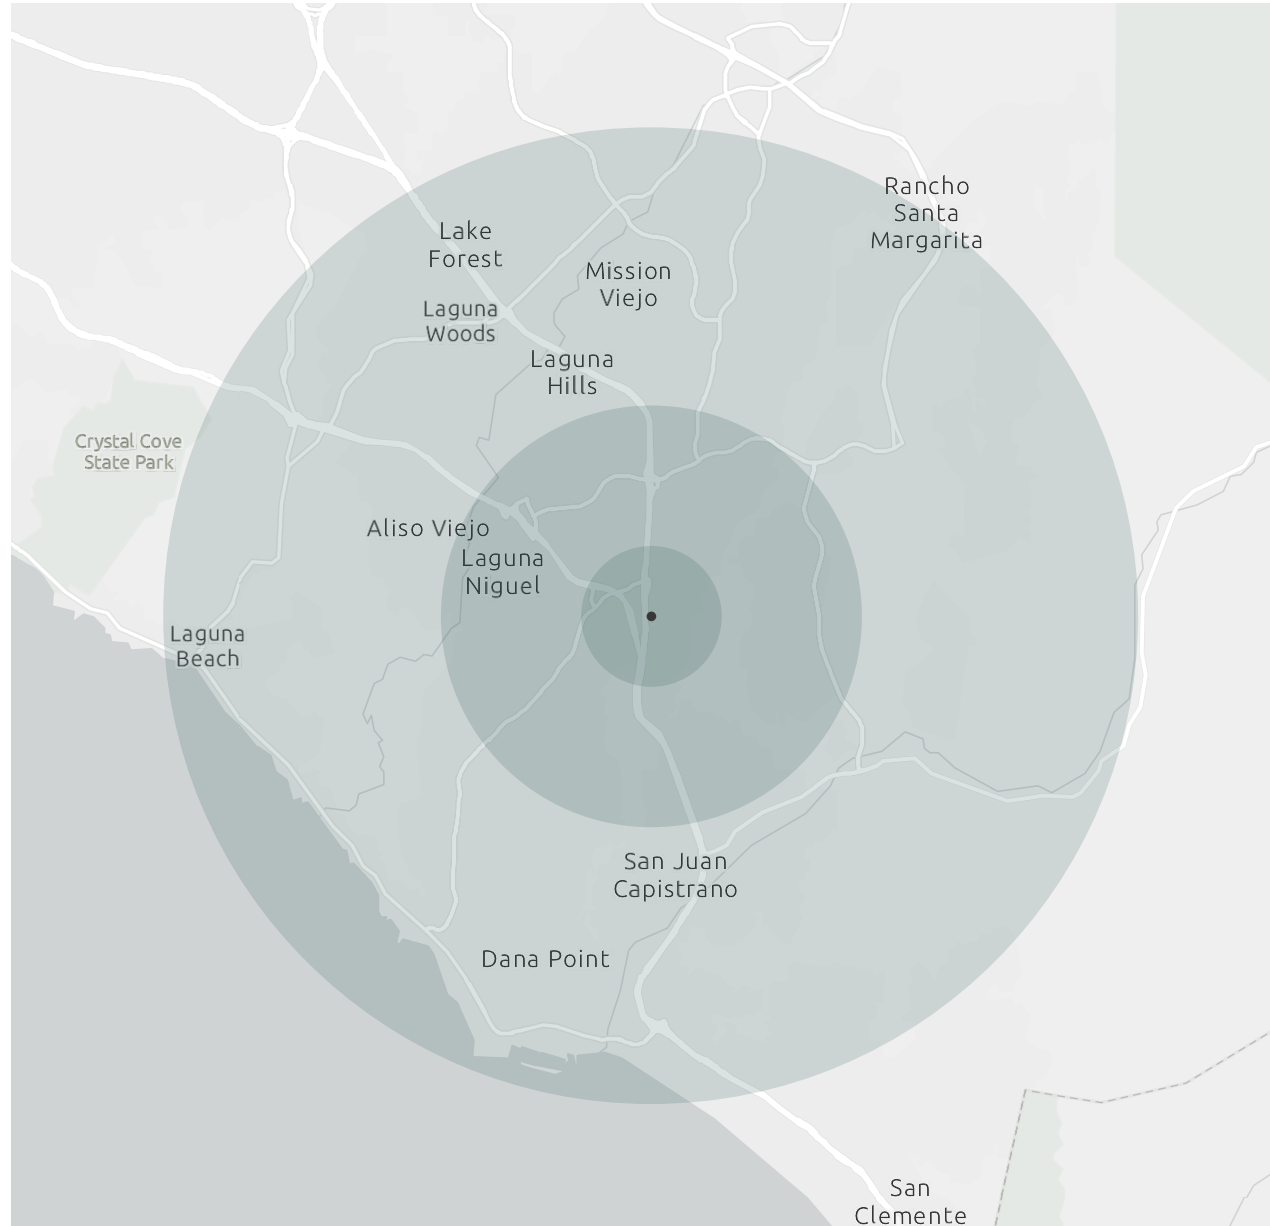 Rancho
Santa
Margarita
Lake
Forest
Mission
Viejo
Laguna
Woods
Laguna
Hills
Crystal Cove
State Park
Aliso Viejo
Laguna
Niguel
Laguna
Beach
San Juan
Capistrano
Dana Point
San
Clemente